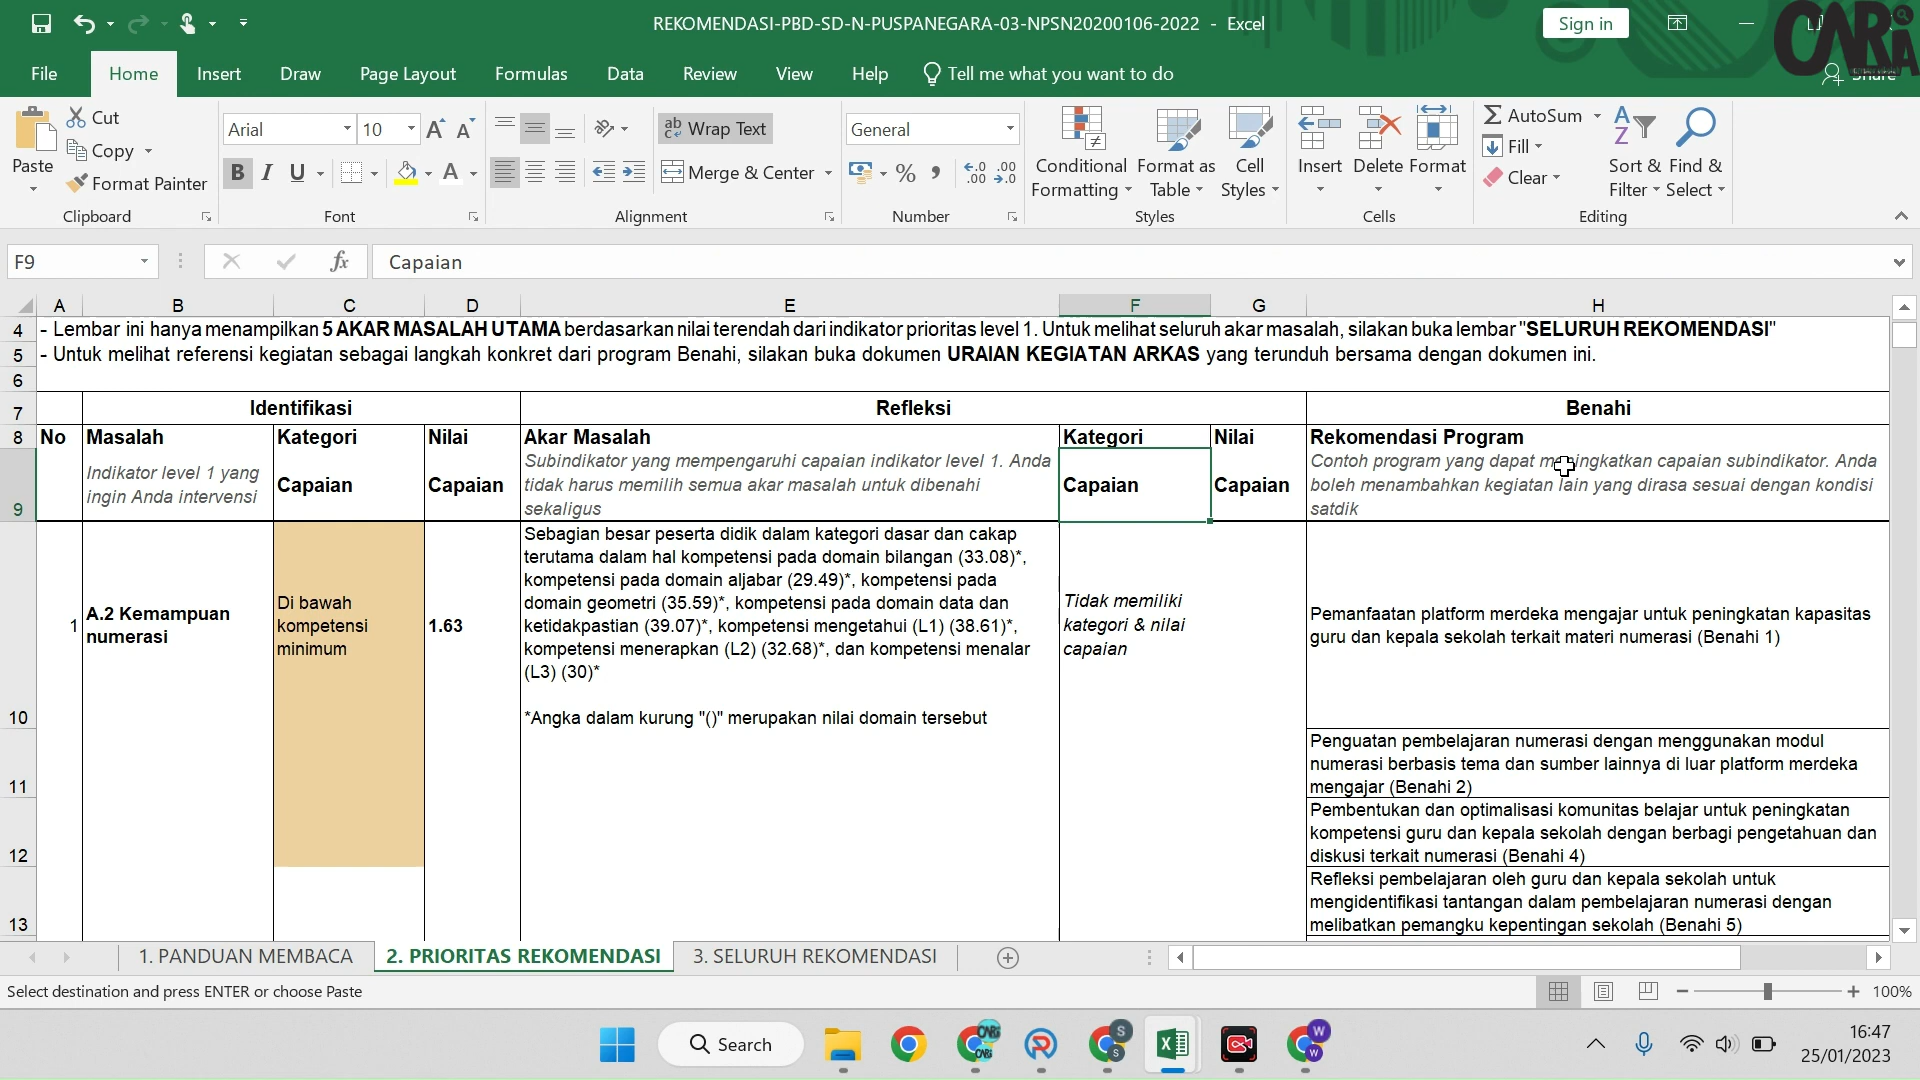 REKOMENDASI-PBD-SD-N-PUSPANEGARA-03-NPSN20200106-2022 - Excel
Sign in
File Home Insert Draw Page Layout Formulas Data Review View Help Tell me what you want to do
Cut
Copy
Format Painter
Paste
Clipboard
Arial 10
B I U
Font
Wrap Text
Merge & Center
Alignment
General
Number
Conditional Formatting
Format as Table
Cell Styles
Styles
Insert Delete Format
Cells
AutoSum
Fill
Clear
Sort & Filter
Find & Select
Editing
F9 fx Capaian
A B C D E F G H
4 - Lembar ini hanya menampilkan 5 AKAR MASALAH UTAMA berdasarkan nilai terendah dari indikator prioritas level 1. Untuk melihat seluruh akar masalah, silakan buka lembar "SELURUH REKOMENDASI"
5 - Untuk melihat referensi kegiatan sebagai langkah konkret dari program Benahi, silakan buka dokumen URAIAN KEGIATAN ARKAS yang terunduh bersama dengan dokumen ini.
6
7 Identifikasi Refleksi Benahi
8 No Masalah Kategori Nilai Akar Masalah Kategori Nilai Rekomendasi Program
9
Indikator level 1 yang
ingin Anda intervensi
Capaian
Capaian
Subindikator yang mempengaruhi capaian indikator level 1. Anda
tidak harus memilih semua akar masalah untuk dibenahi
sekaligus
Capaian
Capaian
Contoh program yang dapat meningkatkan capaian subindikator. Anda
boleh menambahkan kegiatan lain yang dirasa sesuai dengan kondisi
satdik
10
1
A.2 Kemampuan
numerasi
Di bawah
kompetensi
minimum
1.63
Sebagian besar peserta didik dalam kategori dasar dan cakap
terutama dalam hal kompetensi pada domain bilangan (33.08)*,
kompetensi pada domain aljabar (29.49)*, kompetensi pada
domain geometri (35.59)*, kompetensi pada domain data dan
ketidakpastian (39.07)*, kompetensi mengetahui (L1) (38.61)*,
kompetensi menerapkan (L2) (32.68)*, dan kompetensi menalar
(L3) (30)*
*Angka dalam kurung "()" merupakan nilai domain tersebut
Tidak memiliki
kategori & nilai
capaian
Pemanfaatan platform merdeka mengajar untuk peningkatan kapasitas
guru dan kepala sekolah terkait materi numerasi (Benahi 1)
11
Penguatan pembelajaran numerasi dengan menggunakan modul
numerasi berbasis tema dan sumber lainnya di luar platform merdeka
mengajar (Benahi 2)
12
Pembentukan dan optimalisasi komunitas belajar untuk peningkatan
kompetensi guru dan kepala sekolah dengan berbagi pengetahuan dan
diskusi terkait numerasi (Benahi 4)
13
Refleksi pembelajaran oleh guru dan kepala sekolah untuk
mengidentifikasi tantangan dalam pembelajaran numerasi dengan
melibatkan pemangku kepentingan sekolah (Benahi 5)
1. PANDUAN MEMBACA 2. PRIORITAS REKOMENDASI 3. SELURUH REKOMENDASI
Select destination and press ENTER or choose Paste
100%
Search
16:47
25/01/2023